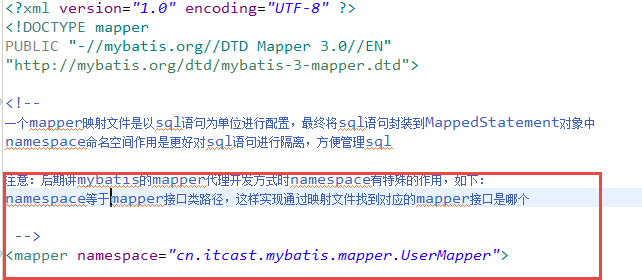 <?xml version="1.0" encoding="UTF-8" ?>
<!DOCTYPE mapper
PUBLIC "-//mybatis.org//DTD Mapper 3.0//EN"
"http://mybatis.org/dtd/mybatis-3-mapper.dtd">
<!--
一个mapper映射文件是以sql语句为单位进行配置，最终将sql语句封装到MappedStatement对象中
namespace命名空间作用是更好对sql语句进行隔离，方便管理sql
注意：后期讲mybatis的mapper代理开发方式时namespace有特殊的作用，如下：
namespace等于mapper接口类路径，这样实现通过映射文件找到对应的mapper接口是哪个
-->
<mapper namespace="cn.itcast.mybatis.mapper.UserMapper">